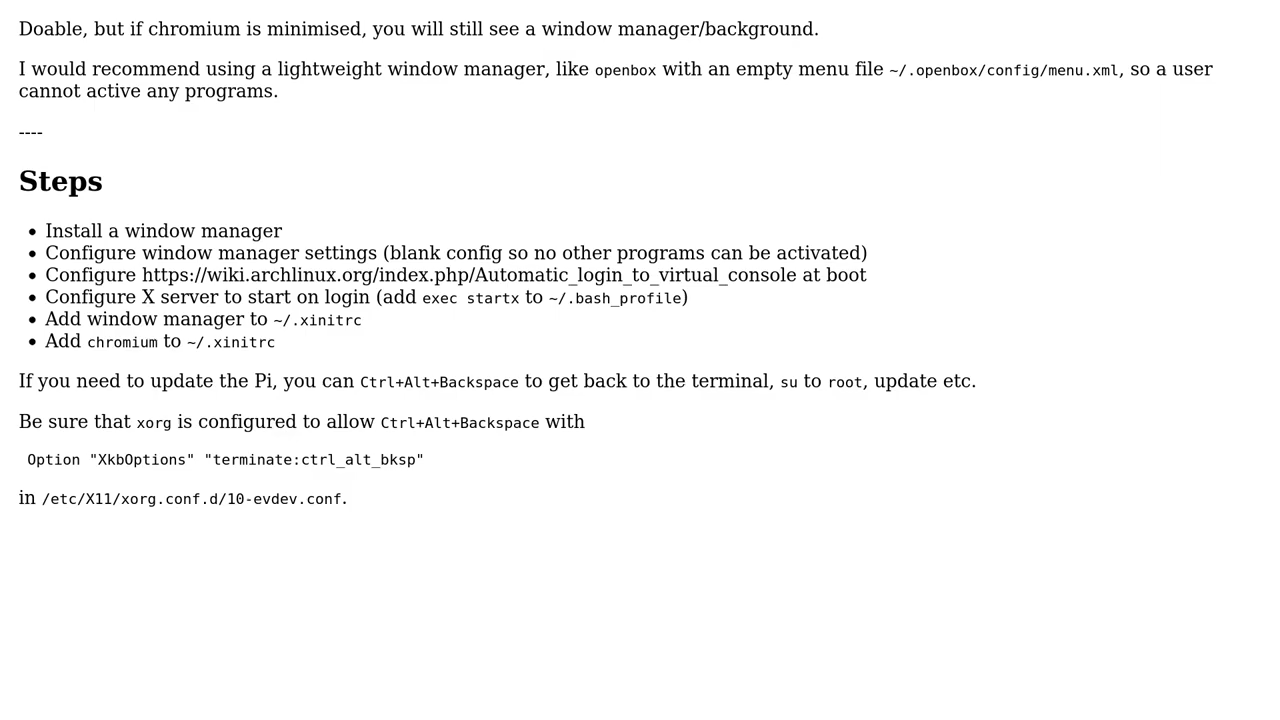 Doable, but if chromium is minimised, you will still see a window manager/background.
I would recommend using a lightweight window manager, like openbox with an empty menu file ~/.openbox/config/menu.xml, so a user
cannot active any programs.
----
Steps
• Install a window manager
• Configure window manager settings (blank config so no other programs can be activated)
• Configure https://wiki.archlinux.org/index.php/Automatic_login_to_virtual_console at boot
• Configure X server to start on login (add exec startx to ~/.bash_profile)
• Add window manager to ~/.xinitrc
• Add chromium to ~/.xinitrc
If you need to update the Pi, you can Ctrl+Alt+Backspace to get back to the terminal, su to root, update etc.
Be sure that xorg is configured to allow Ctrl+Alt+Backspace with
Option "XkbOptions" "terminate:ctrl_alt_bksp"
in /etc/X11/xorg.conf.d/10-evdev.conf.